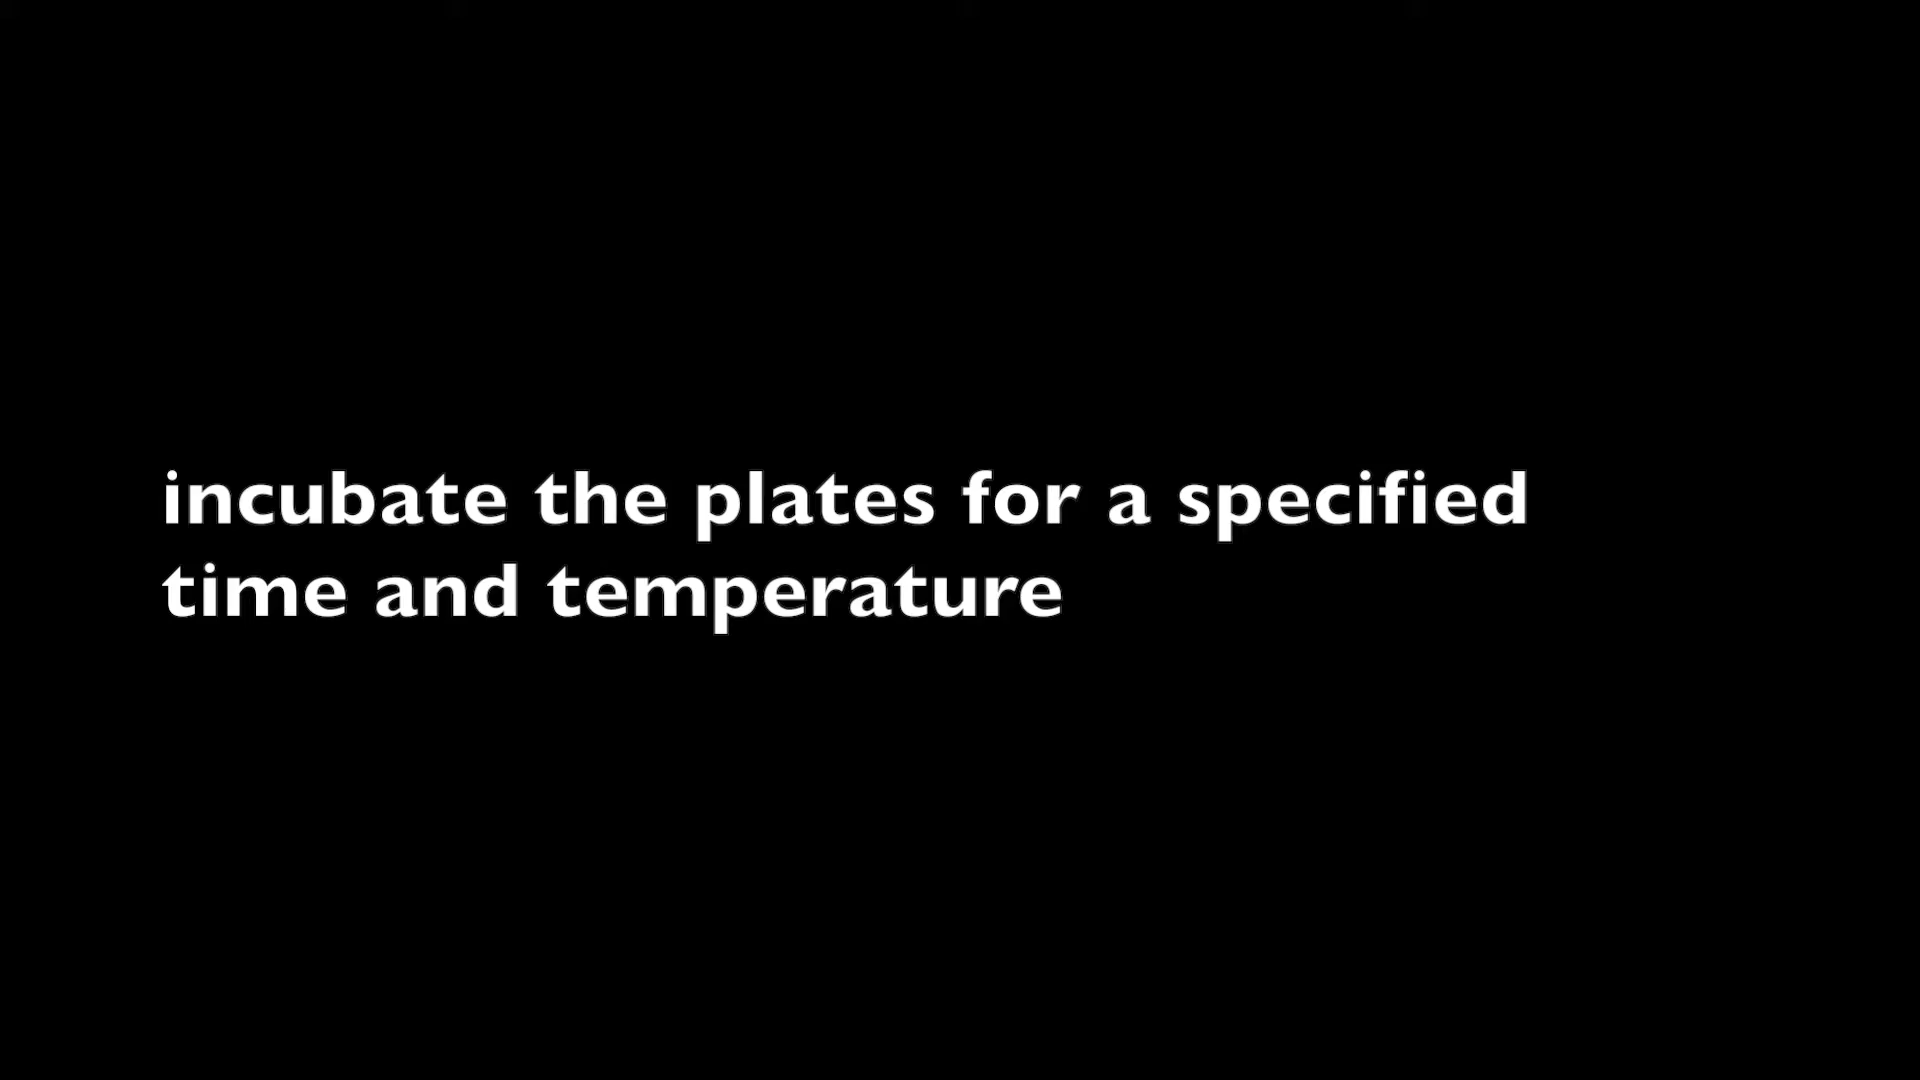 incubate the plates for a specified
time and temperature